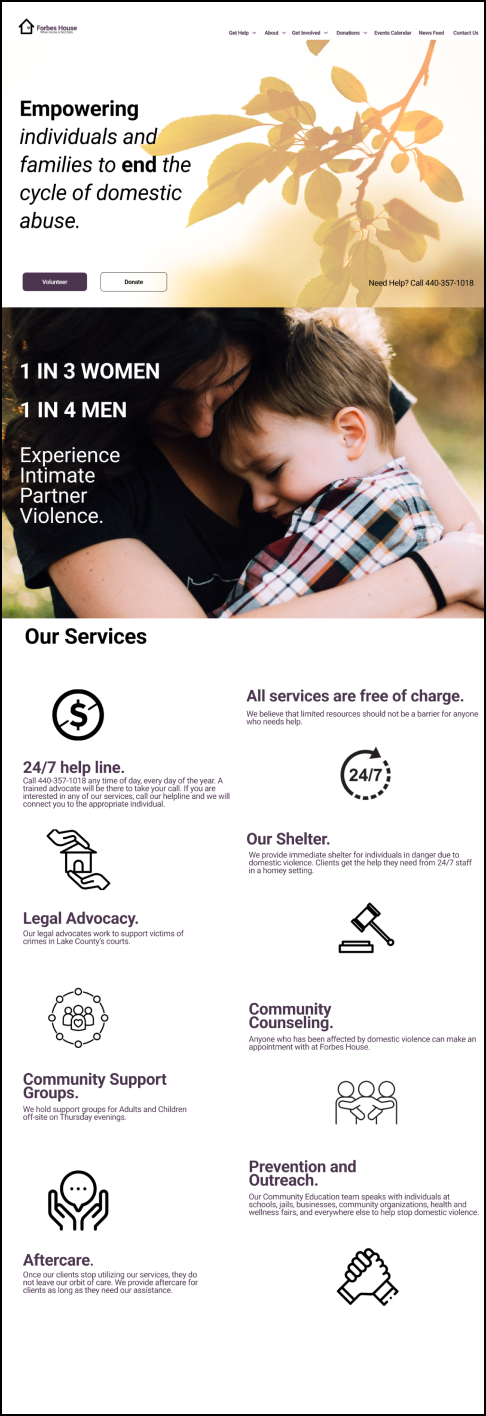 Forbes House
Get Help
About
Get Involved
Donations
Events Calendar
News Feed
Contact Us
Empowering
individuals and
families to end the
cycle of domestic
abuse.
Volunteer
Donate
Need Help? Call 440-357-1018
1 IN 3 WOMEN
1 IN 4 MEN
Experience
Intimate
Partner
Violence.
Our Services
$
All services are free of charge.
We believe that limited resources should not be a barrier for anyone
who needs help.
24/7 help line.
Call 440-357-1018 any time of day, every day of the year. A
trained advocate will be there to take your call. If you are
interested in any of our services, call our helpline and we will
connect you to the appropriate individual.
24/7
Our Shelter.
We provide immediate shelter for individuals in danger due to
domestic violence. Clients get the help they need from 24/7 staff
in a homey setting.
Legal Advocacy.
Our legal advocates work to support victims of
crimes in Lake County's courts.
Community
Counseling.
Anyone who has been affected by domestic violence can make an
appointment with at Forbes House.
Community Support
Groups.
We hold support groups for Adults and Children
off-site on Thursday evenings.
Prevention and
Outreach.
Our Community Education team speaks with individuals at
schools, jails, businesses, community organizations, health and
wellness fairs, and everywhere else to help stop domestic violence.
Aftercare.
Once our clients stop utilizing our services, they do
not leave our orbit of care. We provide aftercare for
clients as long as they need our assistance.